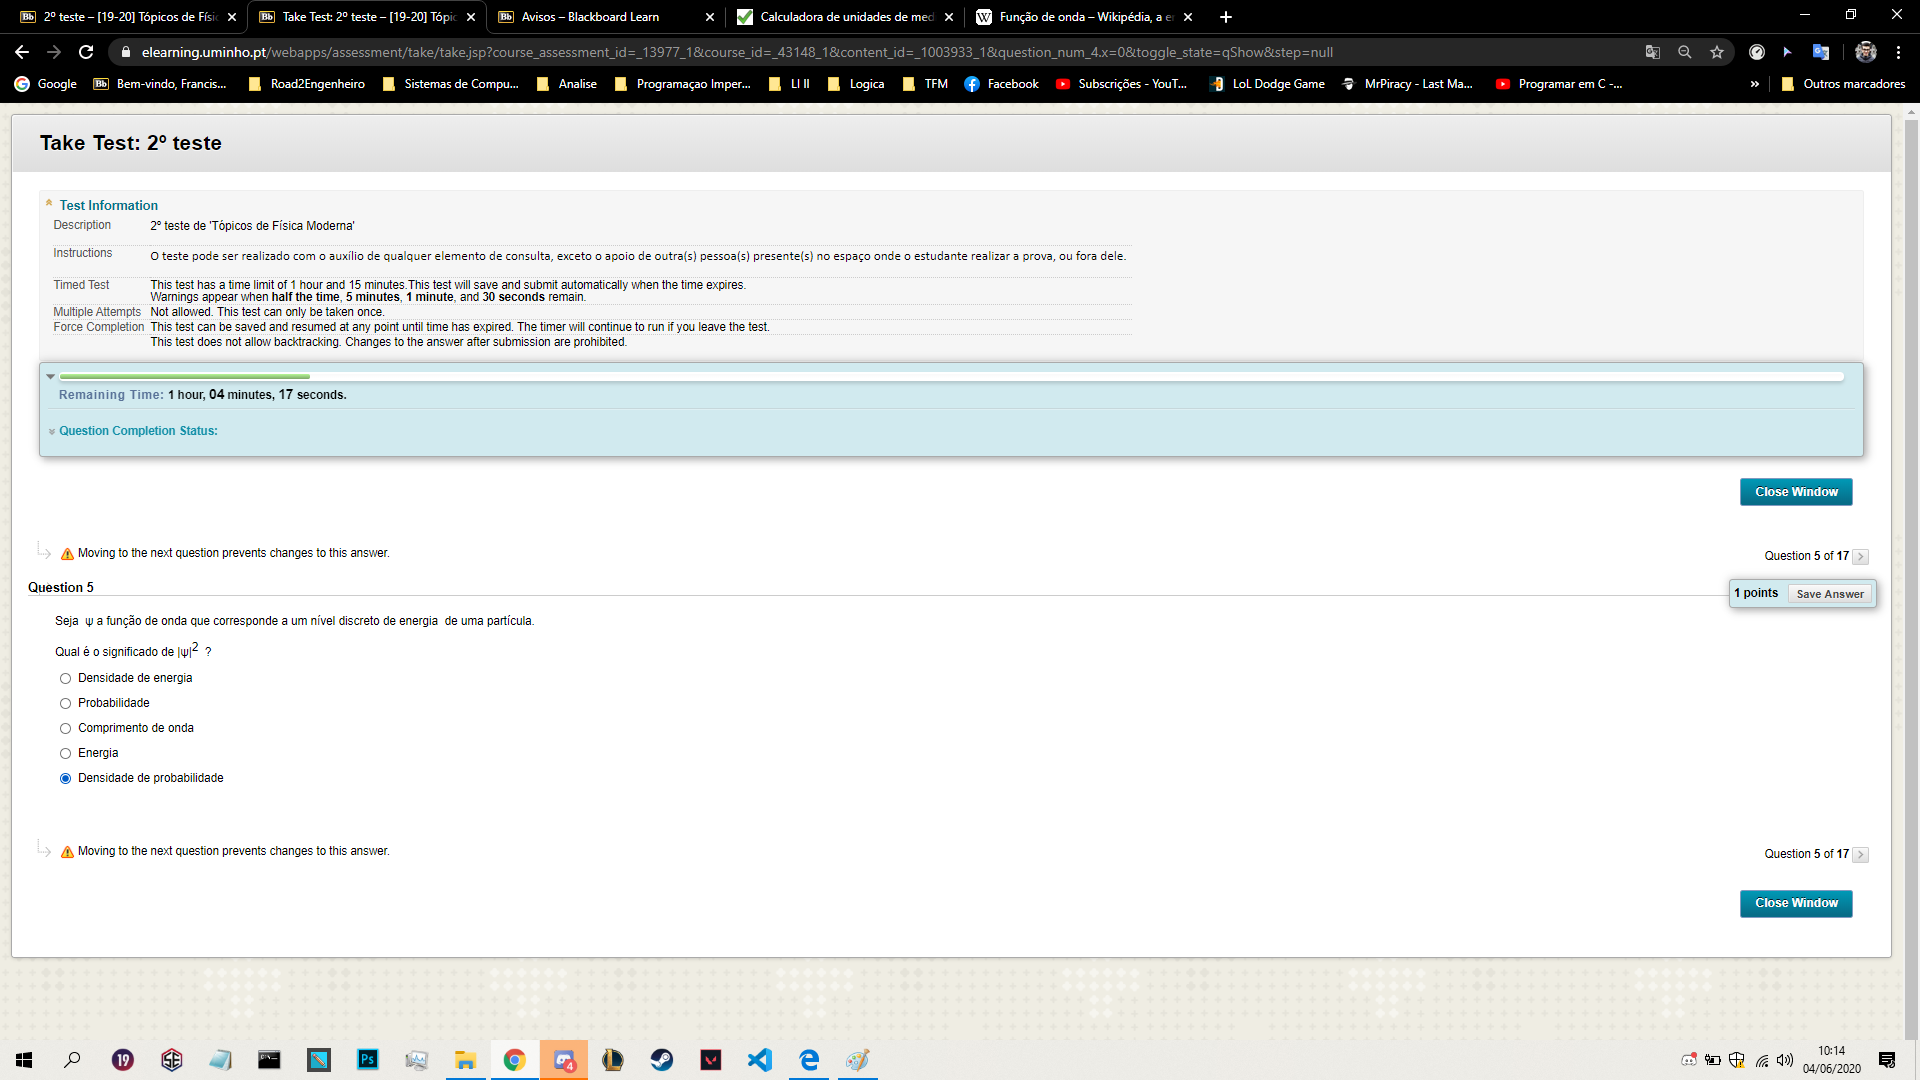 2º teste – [19-20] Tópicos de Físi
Take Test: 2º teste – [19-20] Tópic
Avisos – Blackboard Learn
Calculadora de unidades de med
Função de onda – Wikipédia, a e
elearning.uminho.pt/webapps/assessment/take/take.jsp?course_assessment_id=_13977_1&course_id=_43148_1&content_id=_1003933_1&question_num_4.x=0&toggle_state=qShow&step=null
Google
Bem-vindo, Francis...
Road2Engenheiro
Sistemas de Compu...
Analise
Programaçao Imper...
LI II
Logica
TFM
Facebook
Subscrições - YouT...
LoL Dodge Game
MrPiracy - Last Ma...
Programar em C -...
»
Outros marcadores
Take Test: 2º teste
Test Information
Description 2º teste de 'Tópicos de Física Moderna'
Instructions O teste pode ser realizado com o auxílio de qualquer elemento de consulta, exceto o apoio de outra(s) pessoa(s) presente(s) no espaço onde o estudante realizar a prova, ou fora dele.
Timed Test This test has a time limit of 1 hour and 15 minutes.This test will save and submit automatically when the time expires.
Warnings appear when half the time, 5 minutes, 1 minute, and 30 seconds remain.
Multiple Attempts Not allowed. This test can only be taken once.
Force Completion This test can be saved and resumed at any point until time has expired. The timer will continue to run if you leave the test.
This test does not allow backtracking. Changes to the answer after submission are prohibited.
Remaining Time: 1 hour, 04 minutes, 17 seconds.
Question Completion Status:
Close Window
Moving to the next question prevents changes to this answer.
Question 5 of 17
Question 5
1 points
Save Answer
Seja ψ a função de onda que corresponde a um nível discreto de energia de uma partícula.
Qual é o significado de |ψ|² ?
Densidade de energia
Probabilidade
Comprimento de onda
Energia
Densidade de probabilidade
Moving to the next question prevents changes to this answer.
Question 5 of 17
Close Window
10:14
04/06/2020